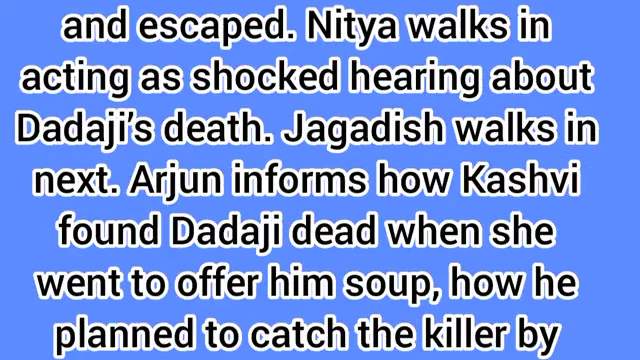 and escaped. Nitya walks in
acting as shocked hearing about
Dadaji’s death. Jagadish walks in
next. Arjun informs how Kashvi
found Dadaji dead when she
went to offer him soup, how he
planned to catch the killer by